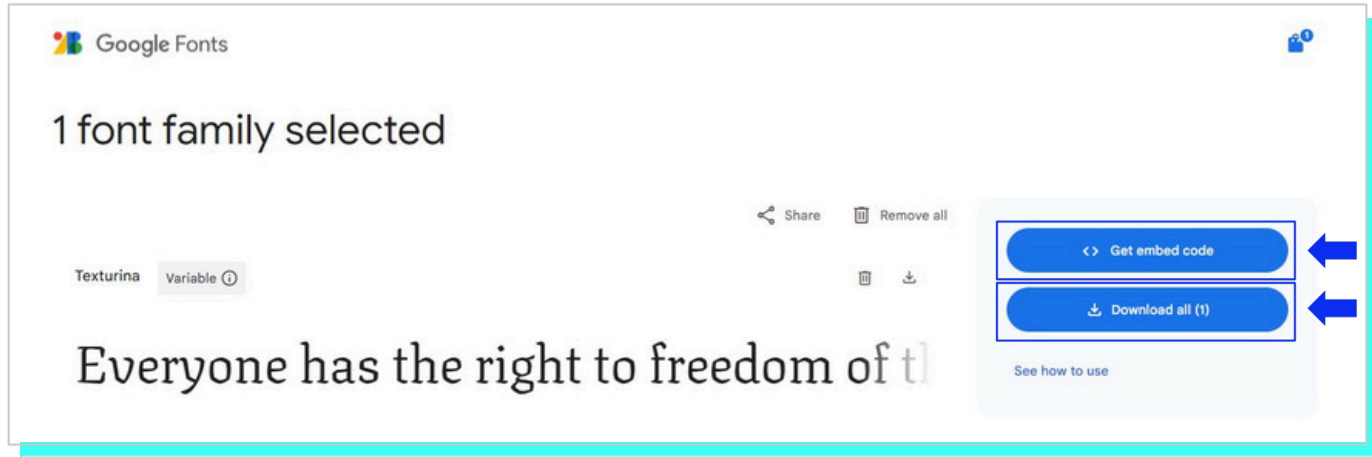 Google Fonts
1
1 font family selected
Share
Remove all
<> Get embed code
Texturina
Variable
Download all (1)
Everyone has the right to freedom of
See how to use